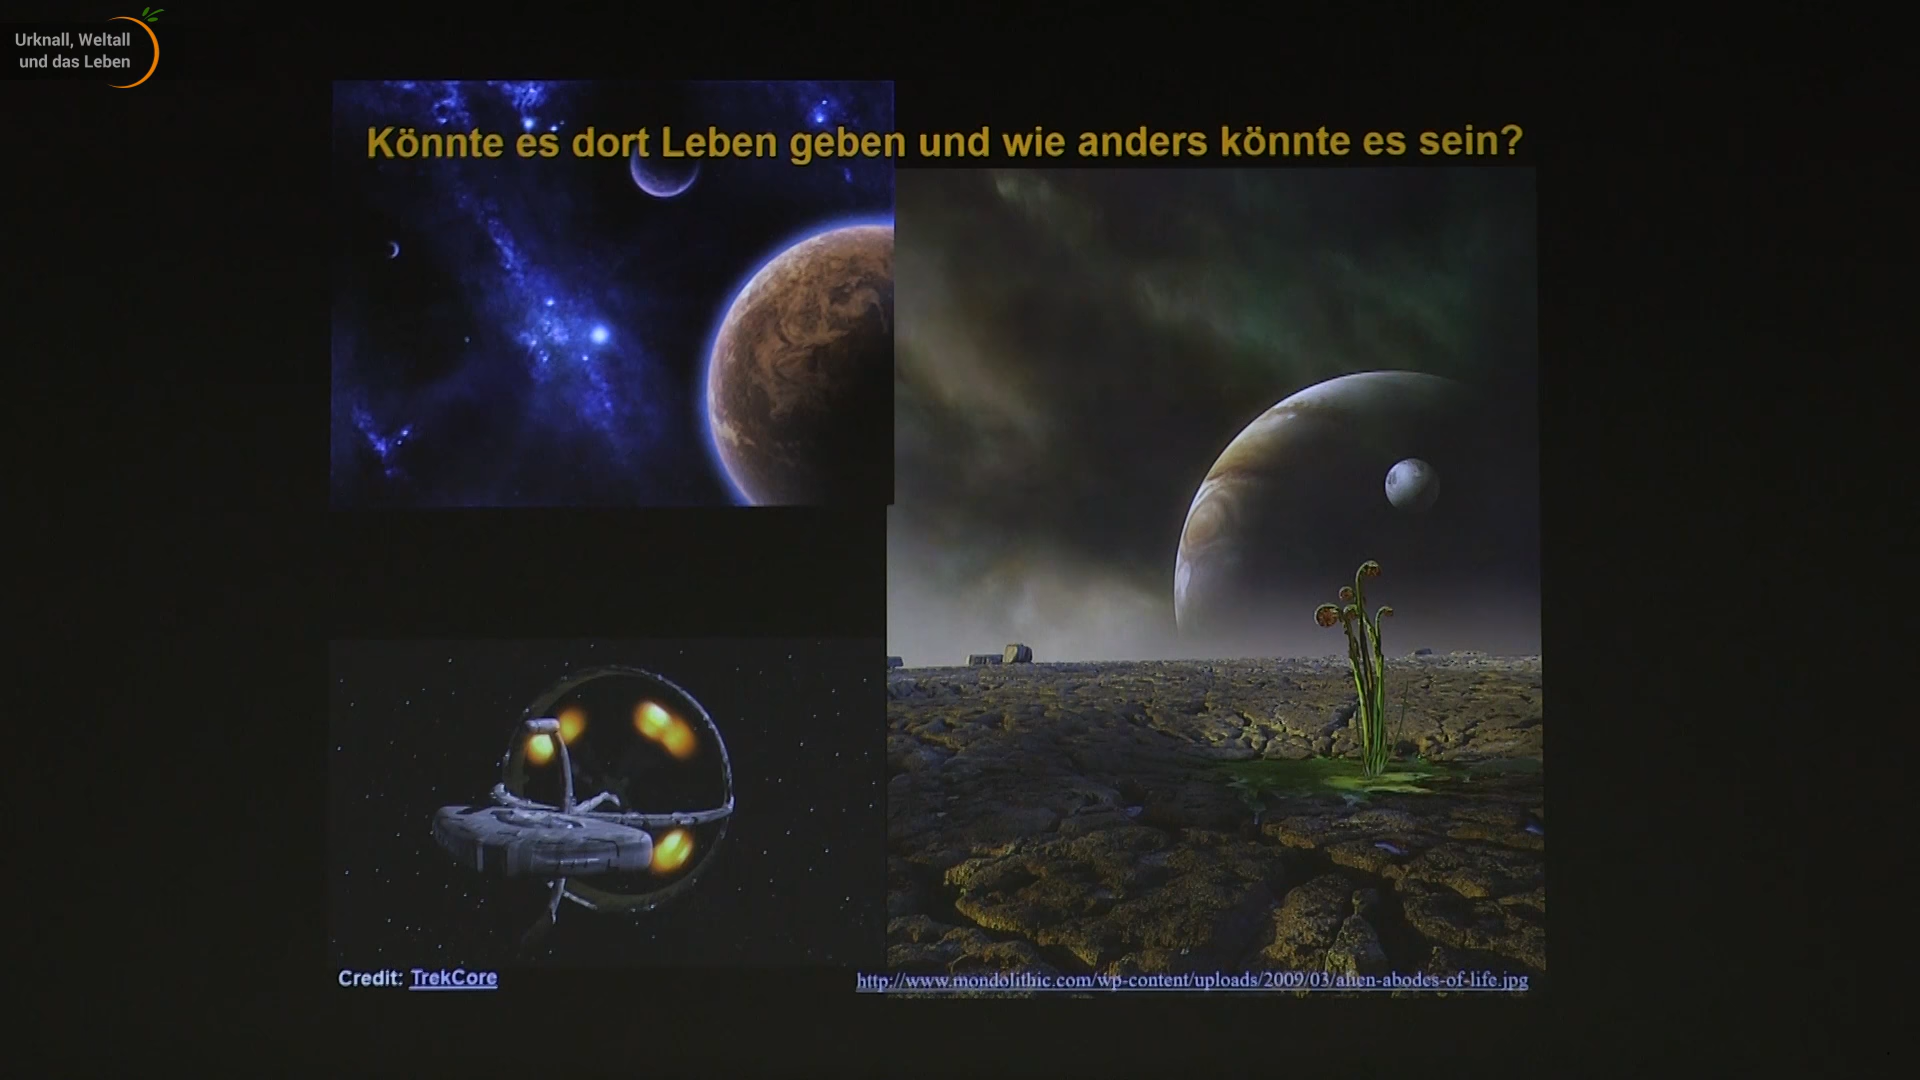 Urknall, Weltall
und das Leben
Könnte es dort Leben geben und wie anders könnte es sein?
Credit: TrekCore
http://www.mondolithic.com/wp-content/uploads/2009/03/alien-abodes-of-life.jpg